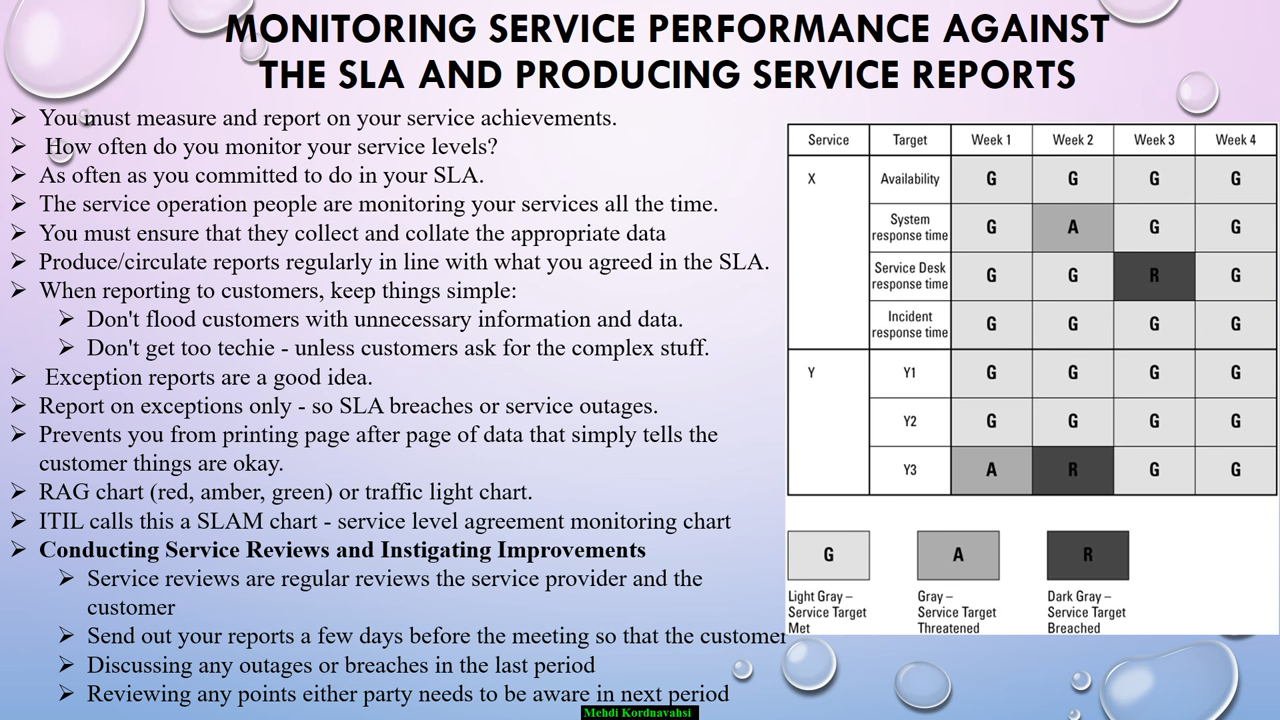 MONITORING SERVICE PERFORMANCE AGAINST
THE SLA AND PRODUCING SERVICE REPORTS
You must measure and report on your service achievements.
How often do you monitor your service levels?
As often as you committed to do in your SLA.
The service operation people are monitoring your services all the time.
You must ensure that they collect and collate the appropriate data
Produce/circulate reports regularly in line with what you agreed in the SLA.
When reporting to customers, keep things simple:
Don't flood customers with unnecessary information and data.
Don't get too techie - unless customers ask for the complex stuff.
Exception reports are a good idea.
Report on exceptions only - so SLA breaches or service outages.
Prevents you from printing page after page of data that simply tells the
customer things are okay.
RAG chart (red, amber, green) or traffic light chart.
ITIL calls this a SLAM chart - service level agreement monitoring chart
Conducting Service Reviews and Instigating Improvements
Service reviews are regular reviews the service provider and the
customer
Send out your reports a few days before the meeting so that the customer
Discussing any outages or breaches in the last period
Reviewing any points either party needs to be aware in next period
Service Target Week 1 Week 2 Week 3 Week 4
X Availability G G G G
System
response time G A G G
Service Desk
response time G G R G
Incident
response time G G G G
Y Y1 G G G G
Y2 G G G G
Y3 A R G G
G A R
Light Gray –
Service Target
Met
Gray –
Service Target
Threatened
Dark Gray –
Service Target
Breached
Mehdi Kordnavahsi